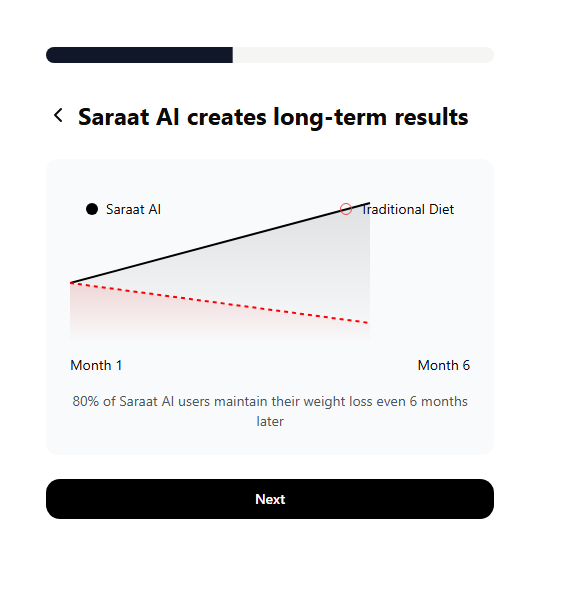 Saraat AI creates long-term results
Saraat AI
Traditional Diet
Month 1
Month 6
80% of Saraat AI users maintain their weight loss even 6 months
later
Next